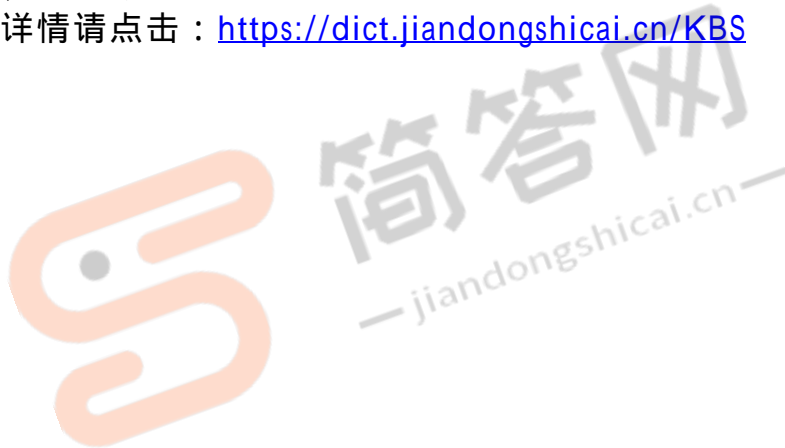 详情请点击：https://dict.jiandongshicai.cn/KBS
简答网
— jiandongshicai.cn —